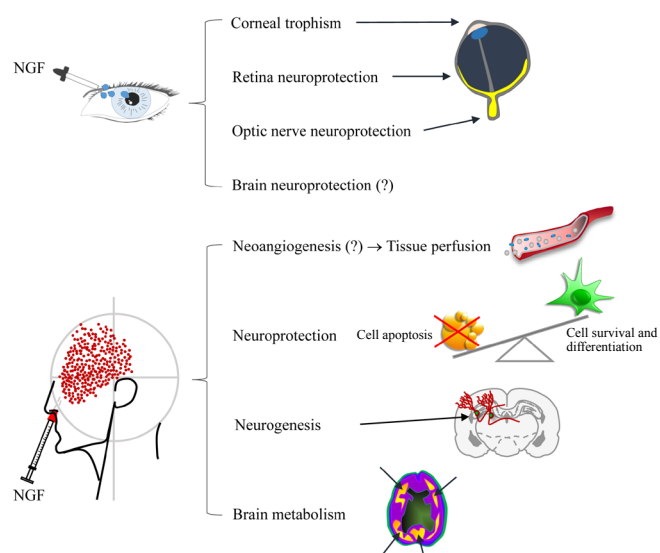 Corneal trophism
NGF
Retina neuroprotection
Optic nerve neuroprotection
Brain neuroprotection (?)
Neoangiogenesis (?) → Tissue perfusion
Neuroprotection
Cell apoptosis
Cell survival and
differentiation
Neurogenesis
NGF
Brain metabolism